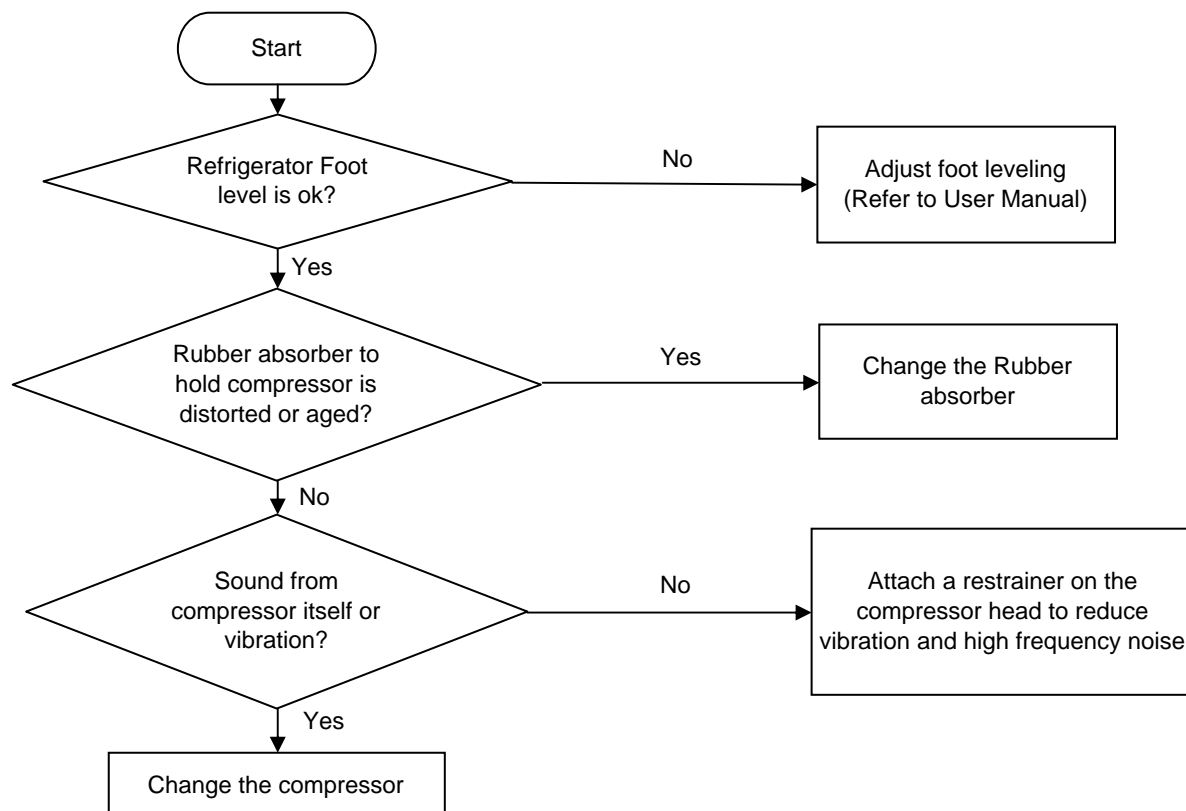 Start
Refrigerator Foot
level is ok?
No
Adjust foot leveling
(Refer to User Manual)
Yes
Rubber absorber to
hold compressor is
distorted or aged?
Yes
Change the Rubber
absorber
No
Sound from
compressor itself or
vibration?
No
Attach a restrainer on the
compressor head to reduce
vibration and high frequency noise
Yes
Change the compressor